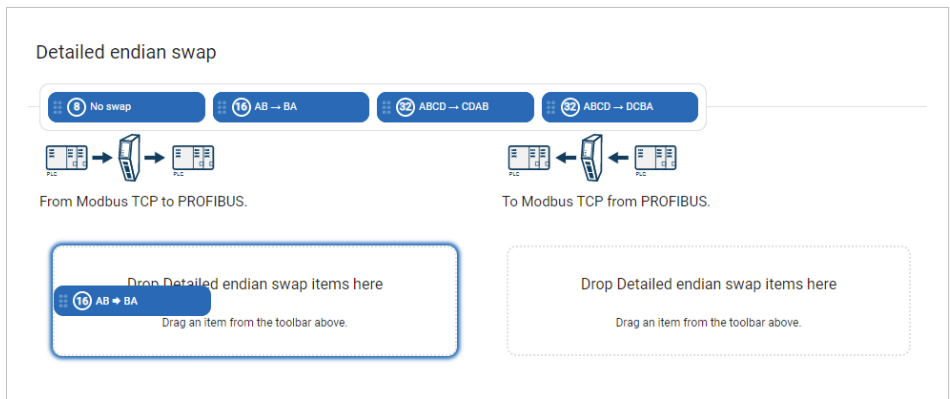 Detailed endian swap
8 No swap
16 AB → BA
32 ABCD → CDAB
32 ABCD → DCBA
PLC
PLC
PLC
PLC
From Modbus TCP to PROFIBUS.
To Modbus TCP from PROFIBUS.
Drop Detailed endian swap items here
16 AB → BA
Drag an item from the toolbar above.
Drop Detailed endian swap items here
Drag an item from the toolbar above.